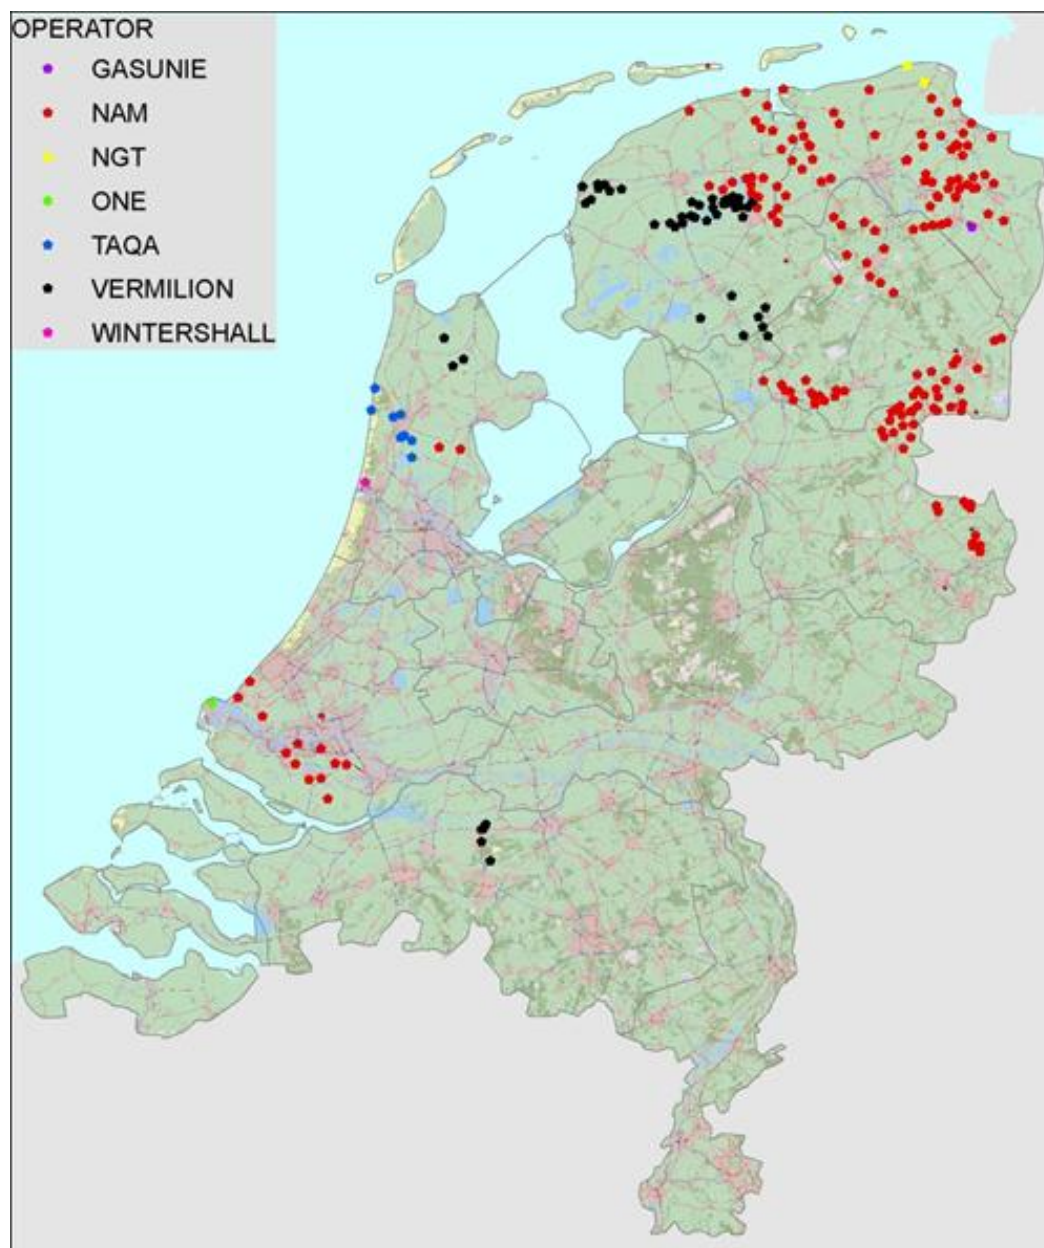 OPERATOR
GASUNIE
NAM
NGT
ONE
TAQA
VERMILION
WINTERSHALL